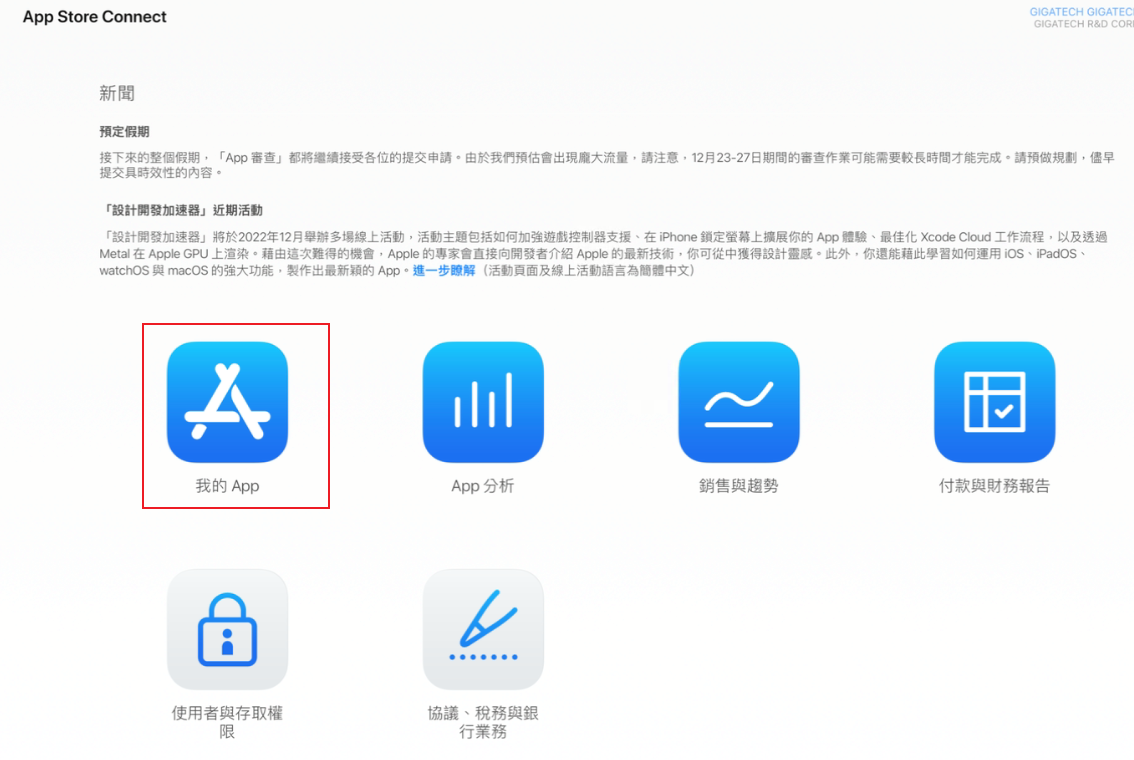 App Store Connect
GIGATECH GIGATEC
GIGATECH R&D COR
新聞
預定假期
接下來的整個假期，「App 審查」都將繼續接受各位的提交申請。由於我們預估會出現龐大流量，請注意，12月23-27日期間的審查作業可能需要較長時間才能完成。請預做規劃，儘早
提交具時效性的內容。
「設計開發加速器」近期活動
「設計開發加速器」將於2022年12月舉辦多場線上活動，活動主題包括如何加強遊戲控制器支援、在 iPhone 鎖定螢幕上擴展你的 App 體驗、最佳化 Xcode Cloud 工作流程，以及透過
Metal 在 Apple GPU 上渲染。藉由這次難得的機會，Apple 的專家會直接向開發者介紹 Apple 的最新技術，你可從中獲得設計靈感。此外，你還能藉此學習如何運用 iOS、iPadOS、
watchOS 與 macOS 的強大功能，製作出最新穎的 App。進一步瞭解（活動頁面及線上活動語言為簡體中文）
我的 App
App 分析
銷售與趨勢
付款與財務報告
使用者與存取權
限
協議、稅務與銀
行業務